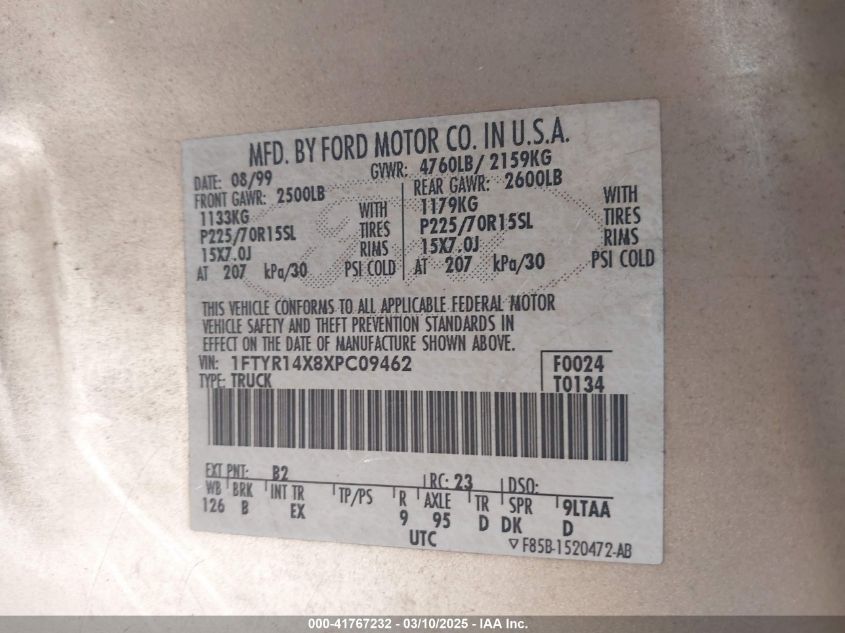 MFD. BY FORD MOTOR CO. IN U.S.A.
DATE: 08/99 GVWR: 4760LB/ 2159KG
FRONT GAWR: 2500LB REAR GAWR: 2600LB
1133KG WITH 1179KG WITH
P225/70R15SL TIRES P225/70R15SL TIRES
15X7.0J RIMS 15X7.0J RIMS
AT 207 kPa/30 PSI COLD AT 207 kPa/30 PSI COLD
THIS VEHICLE CONFORMS TO ALL APPLICABLE FEDERAL MOTOR
VEHICLE SAFETY AND THEFT PREVENTION STANDARDS IN
EFFECT ON THE DATE OF MANUFACTURE SHOWN ABOVE.
VIN: 1FTYR14X8XPC09462 F0024
TYPE: TRUCK T0134
EXT PNT: B2 RC: 23 DSO:
WB BRK INT TR TP/PS R AXLE TR SPR 9LTAA
126 B EX 9 95 D DK D
UTC ▽F85B-1520472-AB
000-41767232 - 03/10/2025 - IAA Inc.